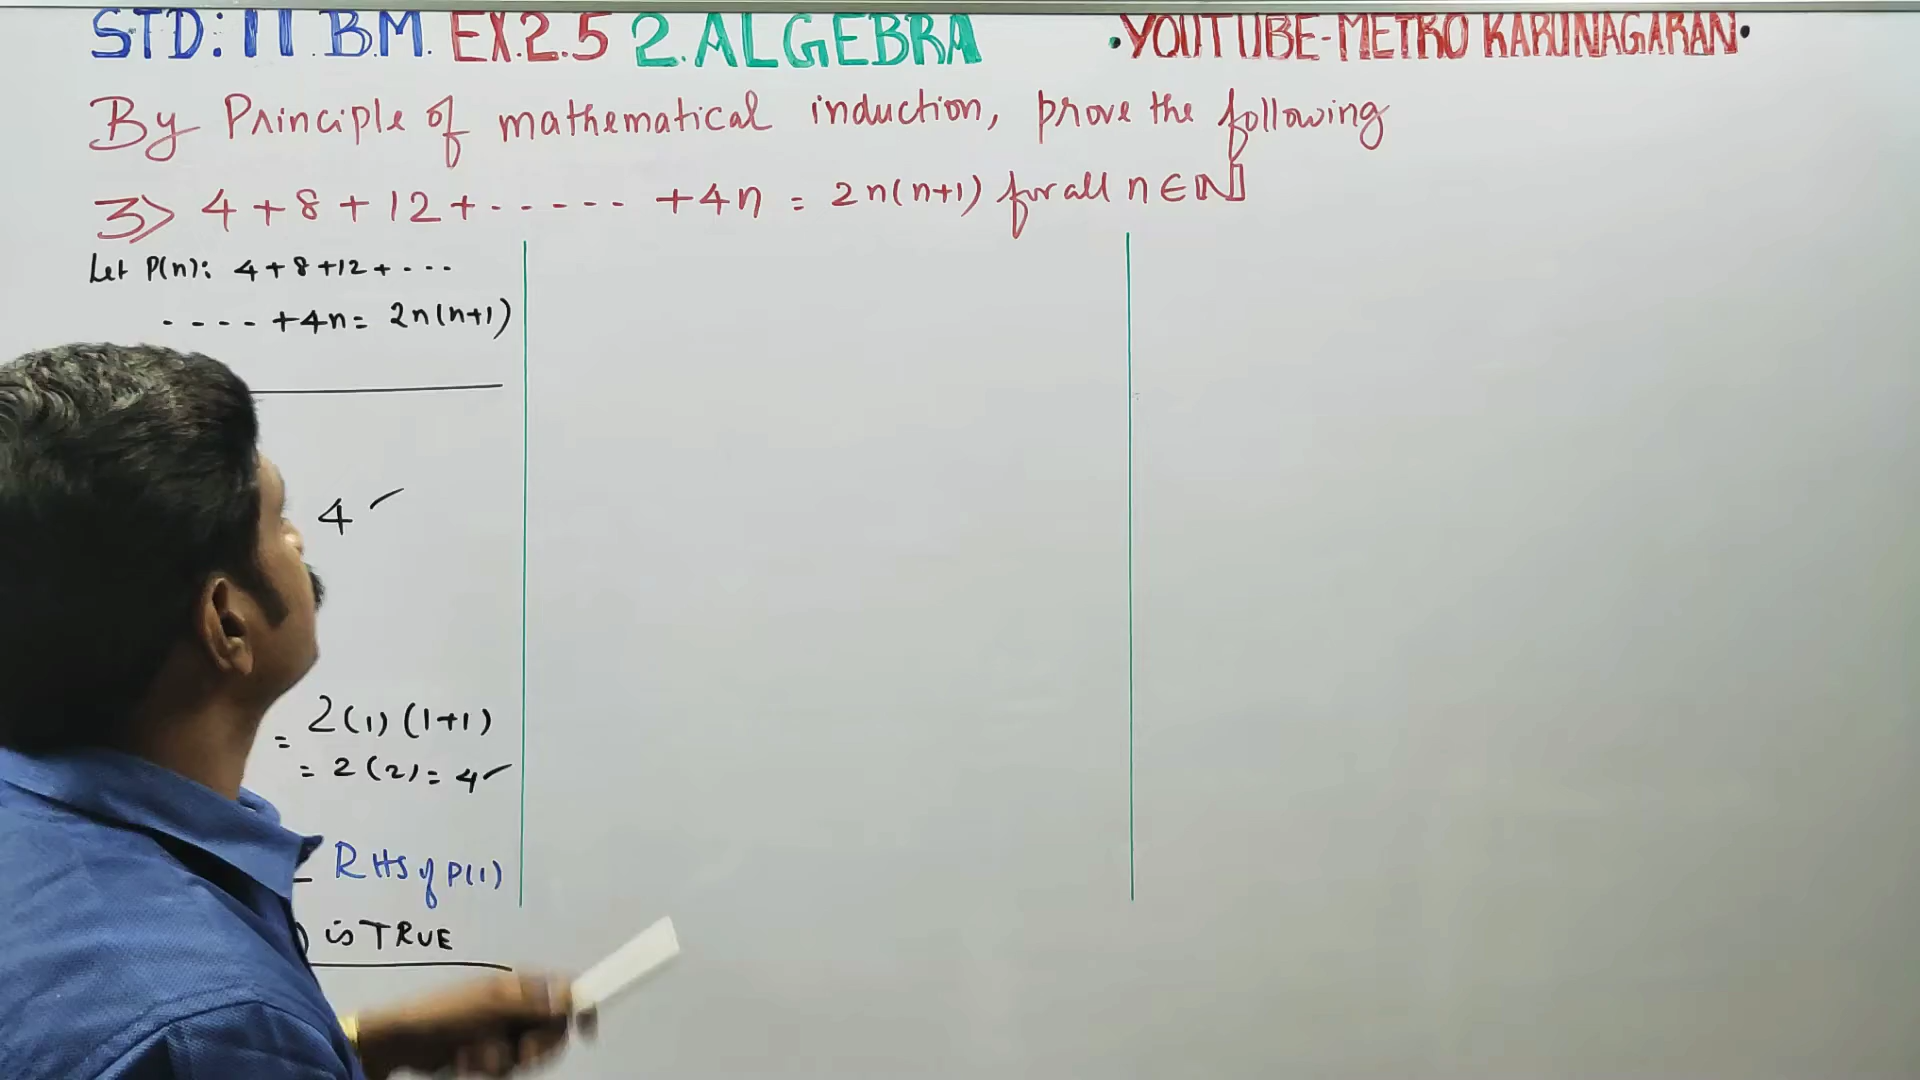 STD: 11 B.M. EX.2.5 2. ALGEBRA •YOUTUBE-METRO KARUNAGARAN•
By Principle of mathematical induction, prove the following
3> 4 + 8 + 12 + ...... + 4n = 2n(n+1) for all n ∈ ℕ
Let P(n): 4 + 8 + 12 + ...
.... + 4n = 2n(n+1)
4 ✓
= 2(1)(1+1)
= 2(2) = 4 ✓
= RHS of P(1)
) is TRUE